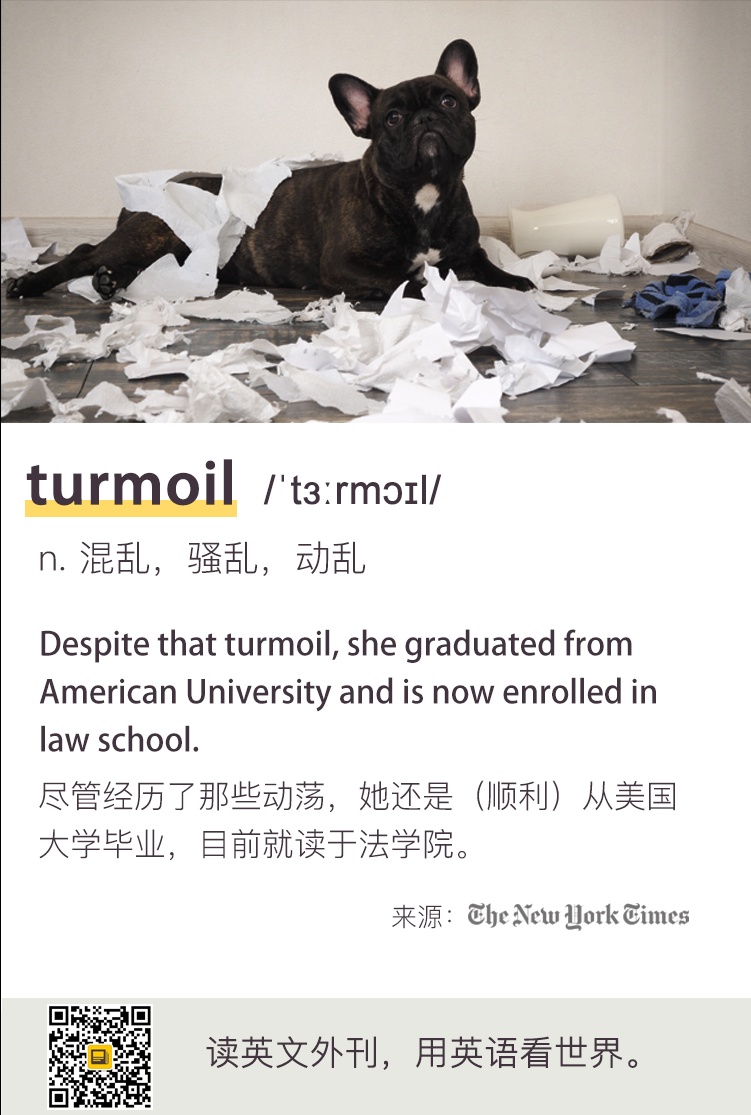 turmoil /ˈtɜːrmɔɪl/
n. 混乱，骚乱，动乱
Despite that turmoil, she graduated from
American University and is now enrolled in
law school.
尽管经历了那些动荡，她还是（顺利）从美国
大学毕业，目前就读于法学院。
来源：The New York Times
读英文外刊，用英语看世界。